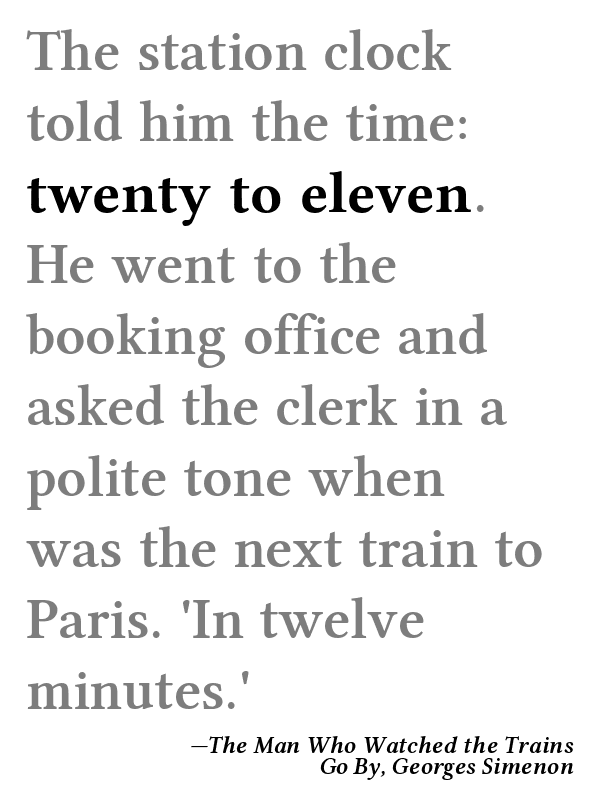 The station clock
told him the time:
twenty to eleven.
He went to the
booking office and
asked the clerk in a
polite tone when
was the next train to
Paris. 'In twelve
minutes.'
—The Man Who Watched the Trains
Go By, Georges Simenon